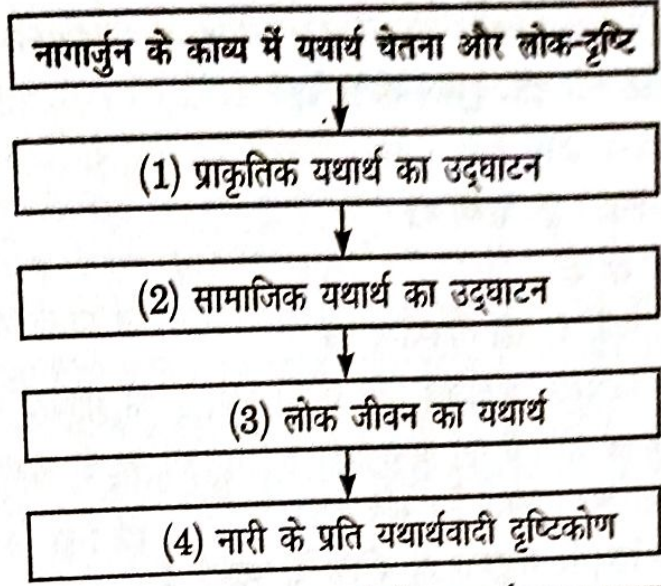 नागार्जुन के काव्य में यथार्थ चेतना और लोक-दृष्टि
(1) प्राकृतिक यथार्थ का उद्घाटन
(2) सामाजिक यथार्थ का उद्घाटन
(3) लोक जीवन का यथार्थ
(4) नारी के प्रति यथार्थवादी दृष्टिकोण